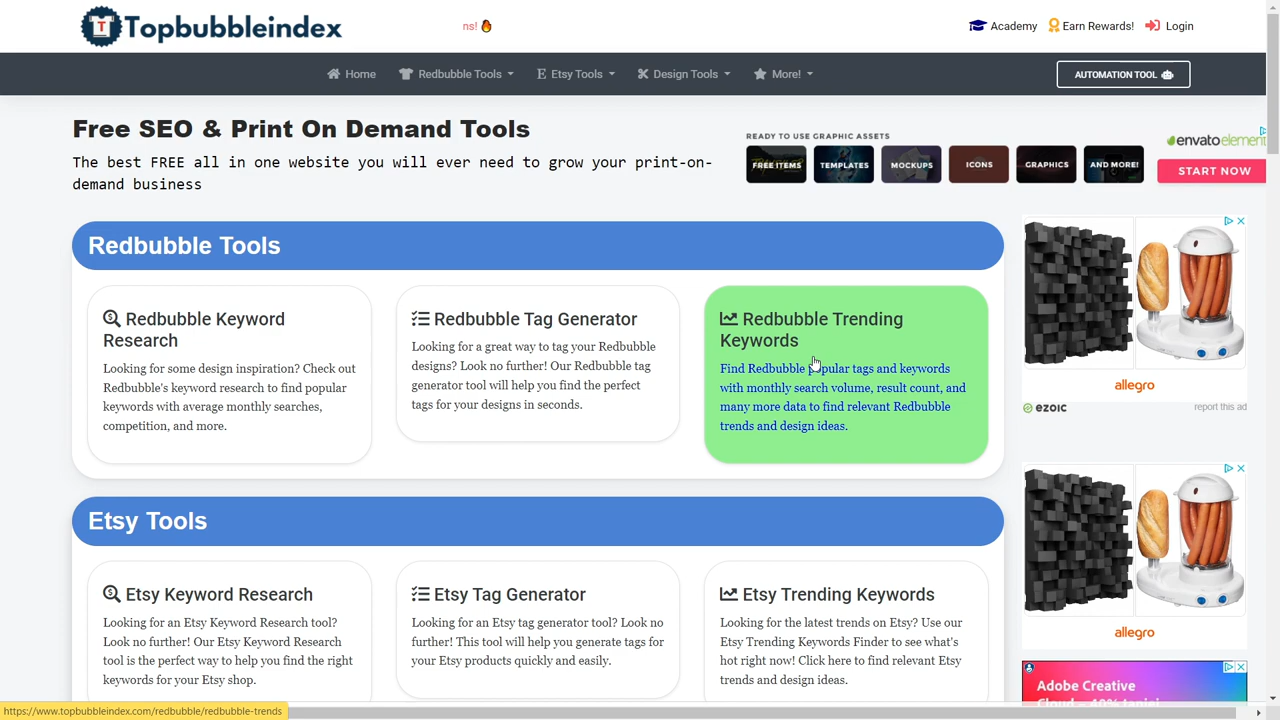 Topbubbleindex
ns!
Academy
Earn Rewards!
Login
Home
Redbubble Tools
Etsy Tools
Design Tools
More!
AUTOMATION TOOL
Free SEO & Print On Demand Tools
The best FREE all in one website you will ever need to grow your print-on-
demand business
READY TO USE GRAPHIC ASSETS
FREE ITEMS
TEMPLATES
MOCKUPS
ICONS
GRAPHICS
AND MORE!
envato elements
START NOW
Redbubble Tools
Redbubble Keyword
Research
Looking for some design inspiration? Check out
Redbubble's keyword research to find popular
keywords with average monthly searches,
competition, and more.
Redbubble Tag Generator
Looking for a great way to tag your Redbubble
designs? Look no further! Our Redbubble tag
generator tool will help you find the perfect
tags for your designs in seconds.
Redbubble Trending
Keywords
Find Redbubble popular tags and keywords
with monthly search volume, result count, and
many more data to find relevant Redbubble
trends and design ideas.
allegro
ezoic
report this ad
Etsy Tools
Etsy Keyword Research
Looking for an Etsy Keyword Research tool?
Look no further! Our Etsy Keyword Research
tool is the perfect way to help you find the right
keywords for your Etsy shop.
Etsy Tag Generator
Looking for an Etsy tag generator tool? Look no
further! This tool will help you generate tags for
your Etsy products quickly and easily.
Etsy Trending Keywords
Looking for the latest trends on Etsy? Use our
Etsy Trending Keywords Finder to see what's
hot right now! Click here to find relevant Etsy
trends and design ideas.
allegro
Adobe Creative
https://www.topbubbleindex.com/redbubble/redbubble-trends